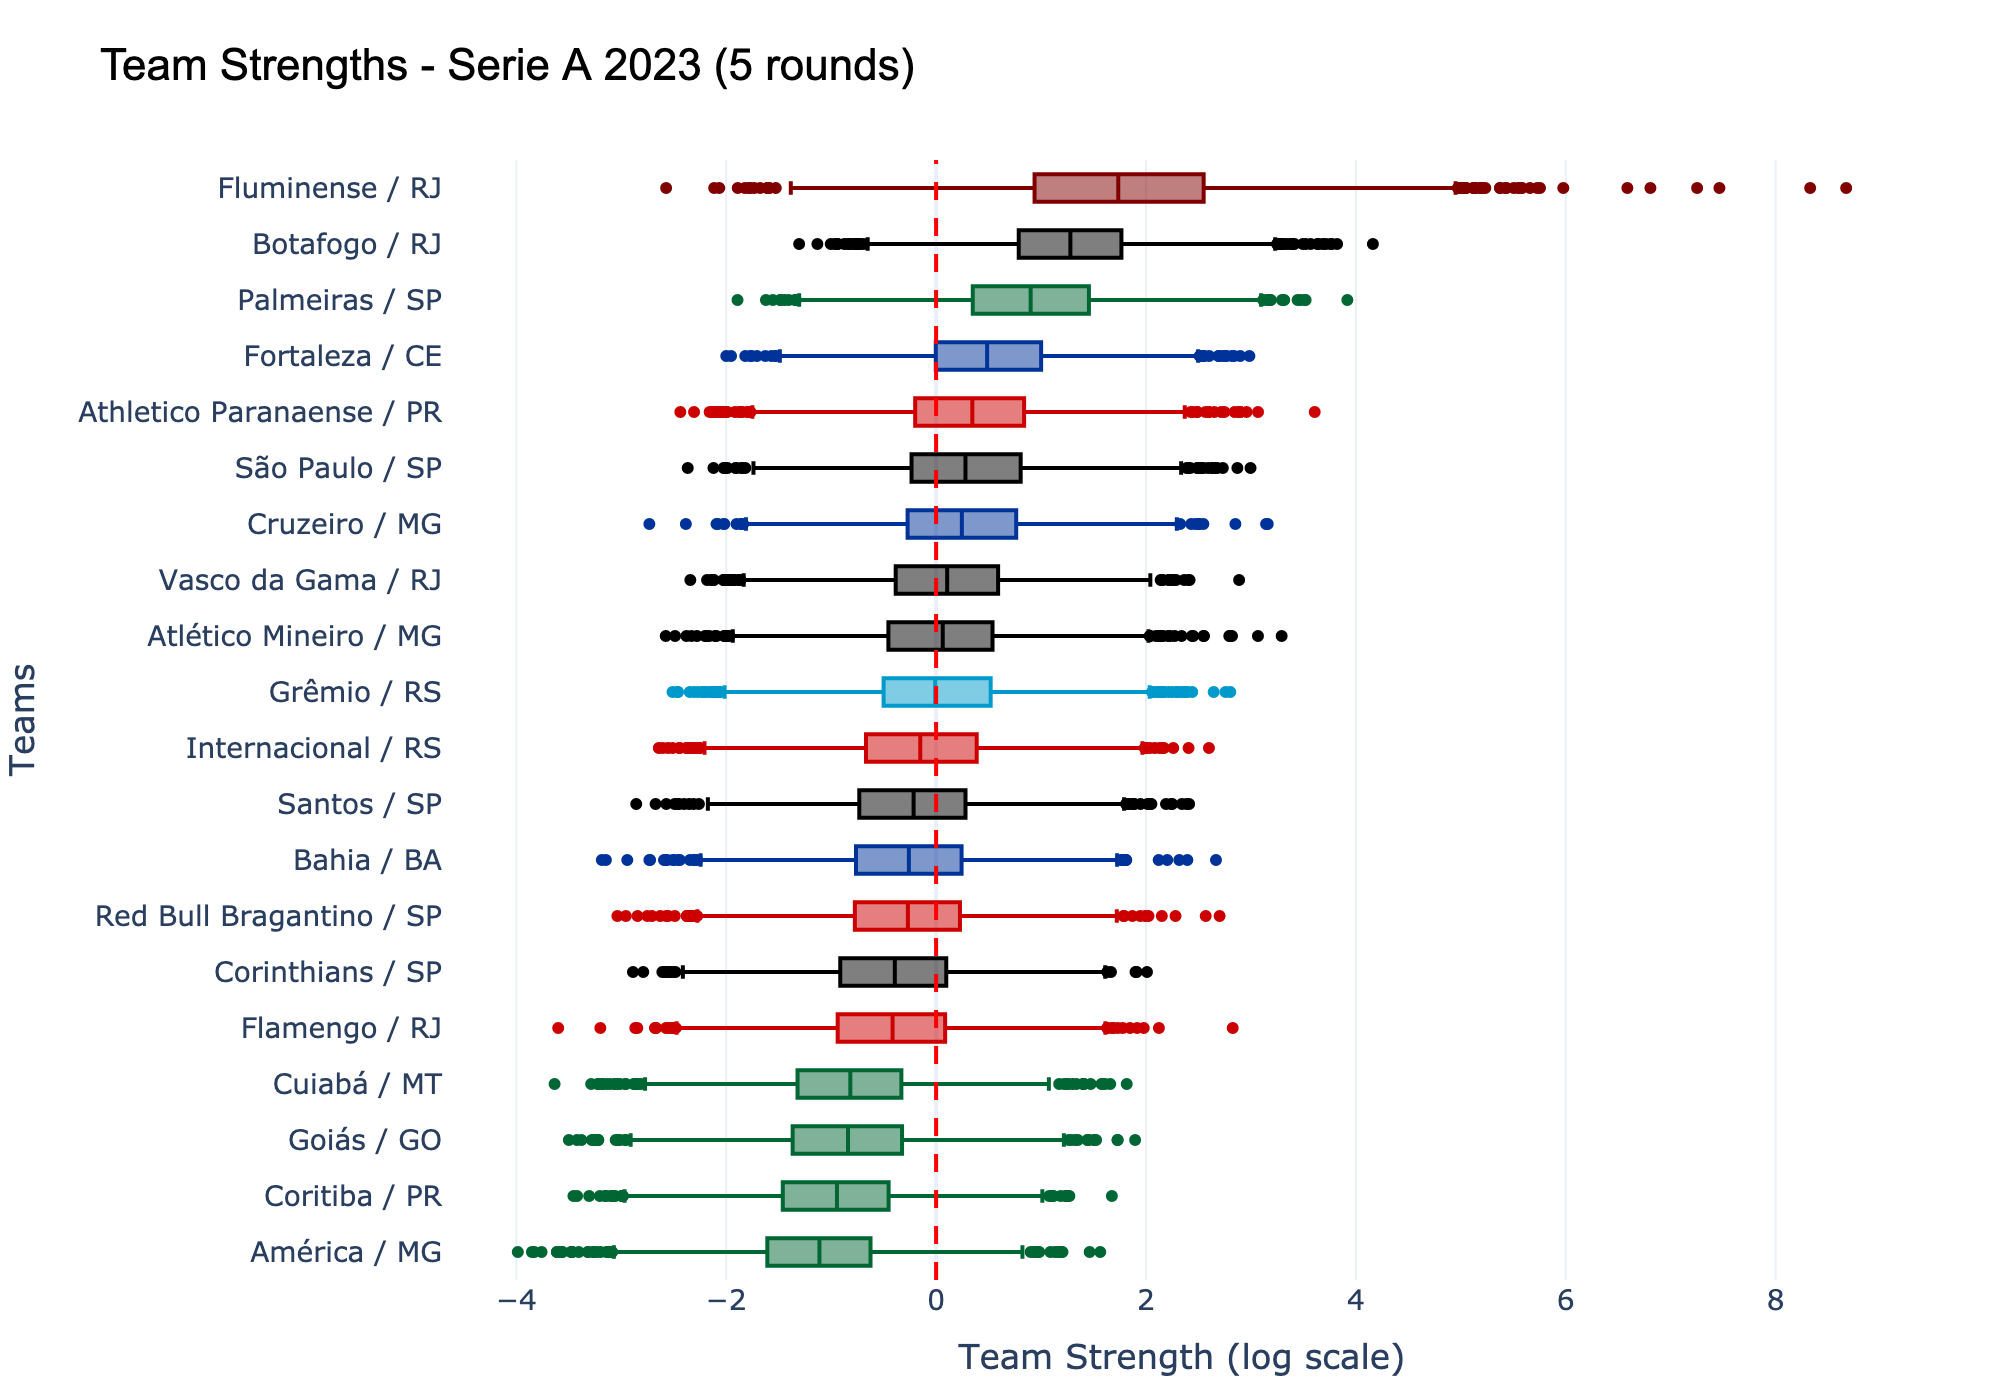 Team Strengths - Serie A 2023 (5 rounds)
Teams
Fluminense / RJ
Botafogo / RJ
Palmeiras / SP
Fortaleza / CE
Athletico Paranaense / PR
São Paulo / SP
Cruzeiro / MG
Vasco da Gama / RJ
Atlético Mineiro / MG
Grêmio / RS
Internacional / RS
Santos / SP
Bahia / BA
Red Bull Bragantino / SP
Corinthians / SP
Flamengo / RJ
Cuiabá / MT
Goiás / GO
Coritiba / PR
América / MG
−4 −2 0 2 4 6 8
Team Strength (log scale)